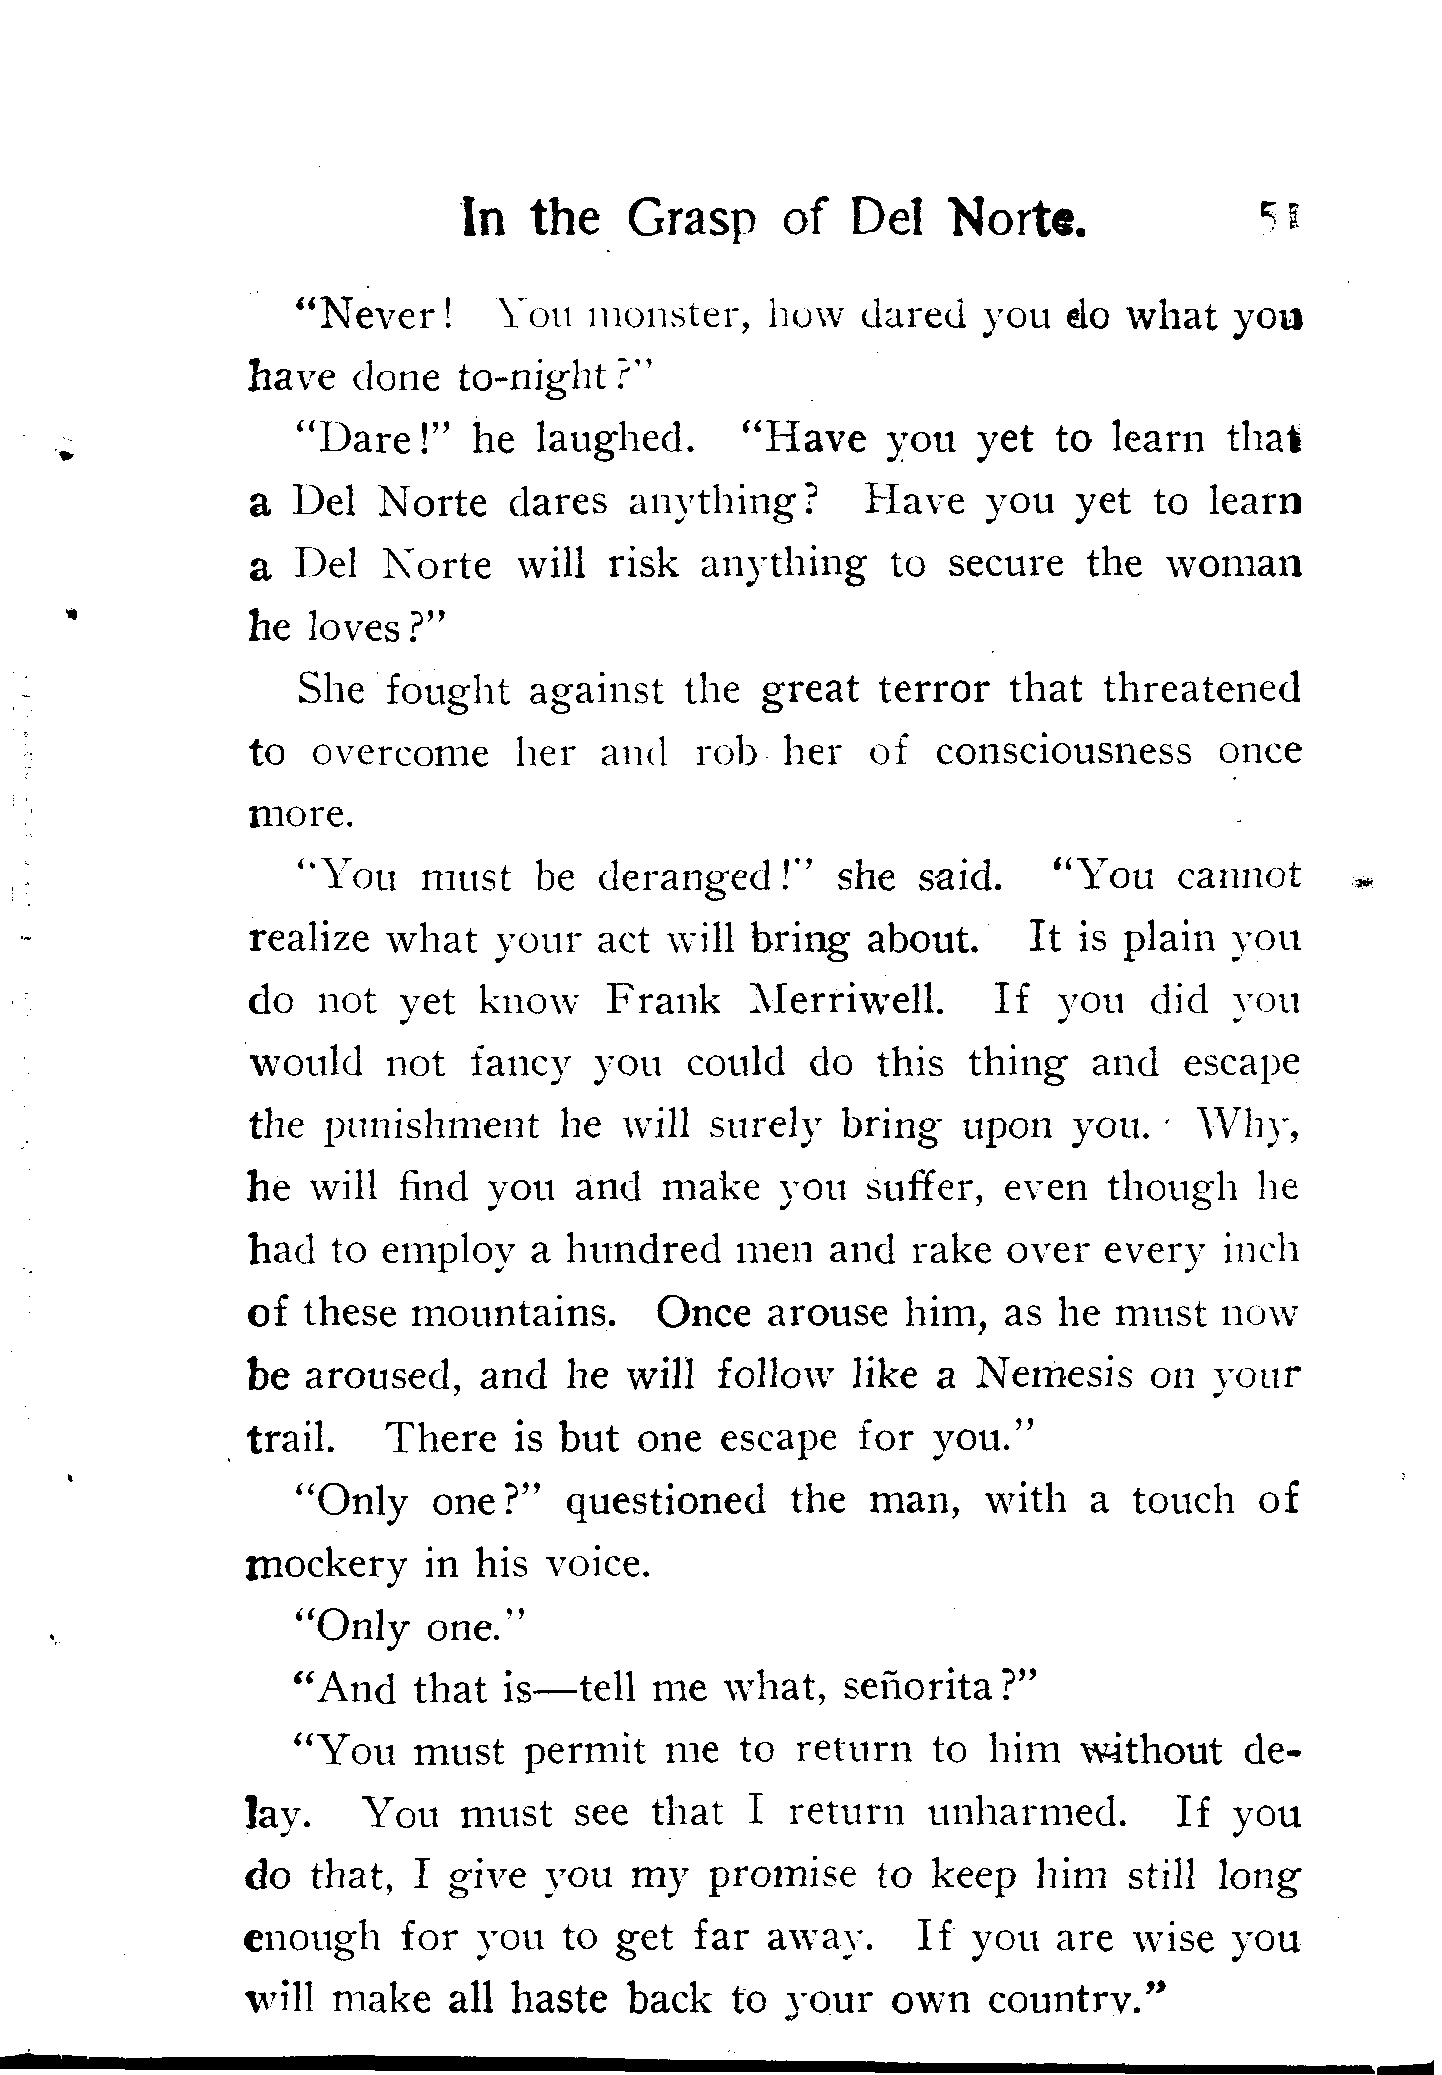 In the Grasp of Del Norte. 51
“Never! You monster, how dared you do what you
have done to-night?”
“Dare!” he laughed. “Have you yet to learn that
a Del Norte dares anything? Have you yet to learn
a Del Norte will risk anything to secure the woman
he loves?”
She fought against the great terror that threatened
to overcome her and rob her of consciousness once
more.
“You must be deranged!” she said. “You cannot
realize what your act will bring about. It is plain you
do not yet know Frank Merriwell. If you did you
would not fancy you could do this thing and escape
the punishment he will surely bring upon you. Why,
he will find you and make you suffer, even though he
had to employ a hundred men and rake over every inch
of these mountains. Once arouse him, as he must now
be aroused, and he will follow like a Nemesis on your
trail. There is but one escape for you.”
“Only one?” questioned the man, with a touch of
mockery in his voice.
“Only one.”
“And that is—tell me what, señorita?”
“You must permit me to return to him without de-
lay. You must see that I return unharmed. If you
do that, I give you my promise to keep him still long
enough for you to get far away. If you are wise you
will make all haste back to your own country.”